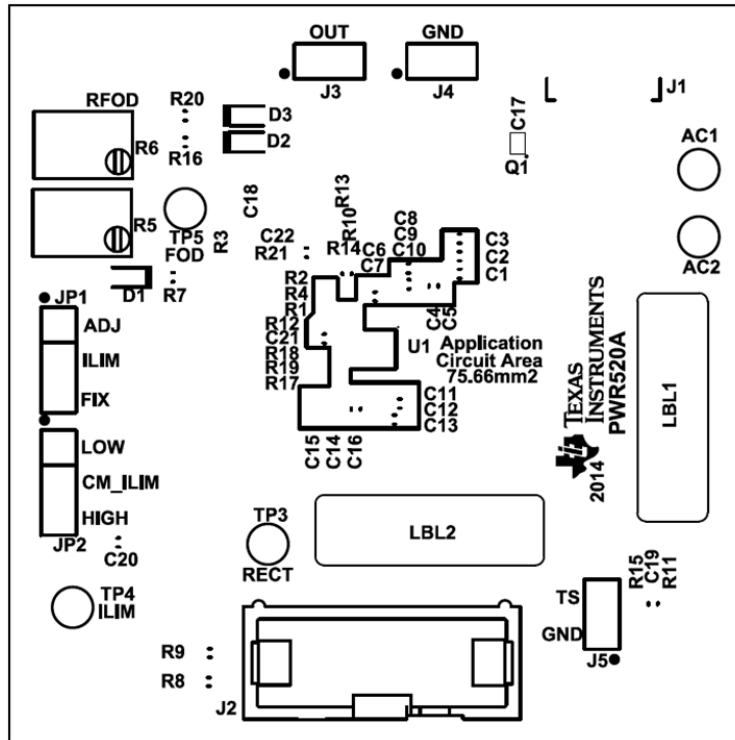 OUT
GND
J3
J4
J1
RFOD
R20
D3
R6
R16
D2
C17
Q1
AC1
R5
TP5
FOD
R3
C18
R13
R10
C8
C9
C10
C3
C2
C1
AC2
C22
R21
R14
C6
C7
D1
R7
R2
R4
R1
R12
C21
R18
R19
R17
C4
C5
U1
Application
Circuit Area
75.66mm2
JP1
ADJ
ILIM
FIX
C11
C12
C13
C15
C14
C16
TEXAS
INSTRUMENTS
PWR520A
2014
LBL1
LOW
CM_ILIM
HIGH
JP2
C20
TP3
RECT
LBL2
TP4
ILIM
R15
C19
R11
TS
GND
J5
R9
R8
J2